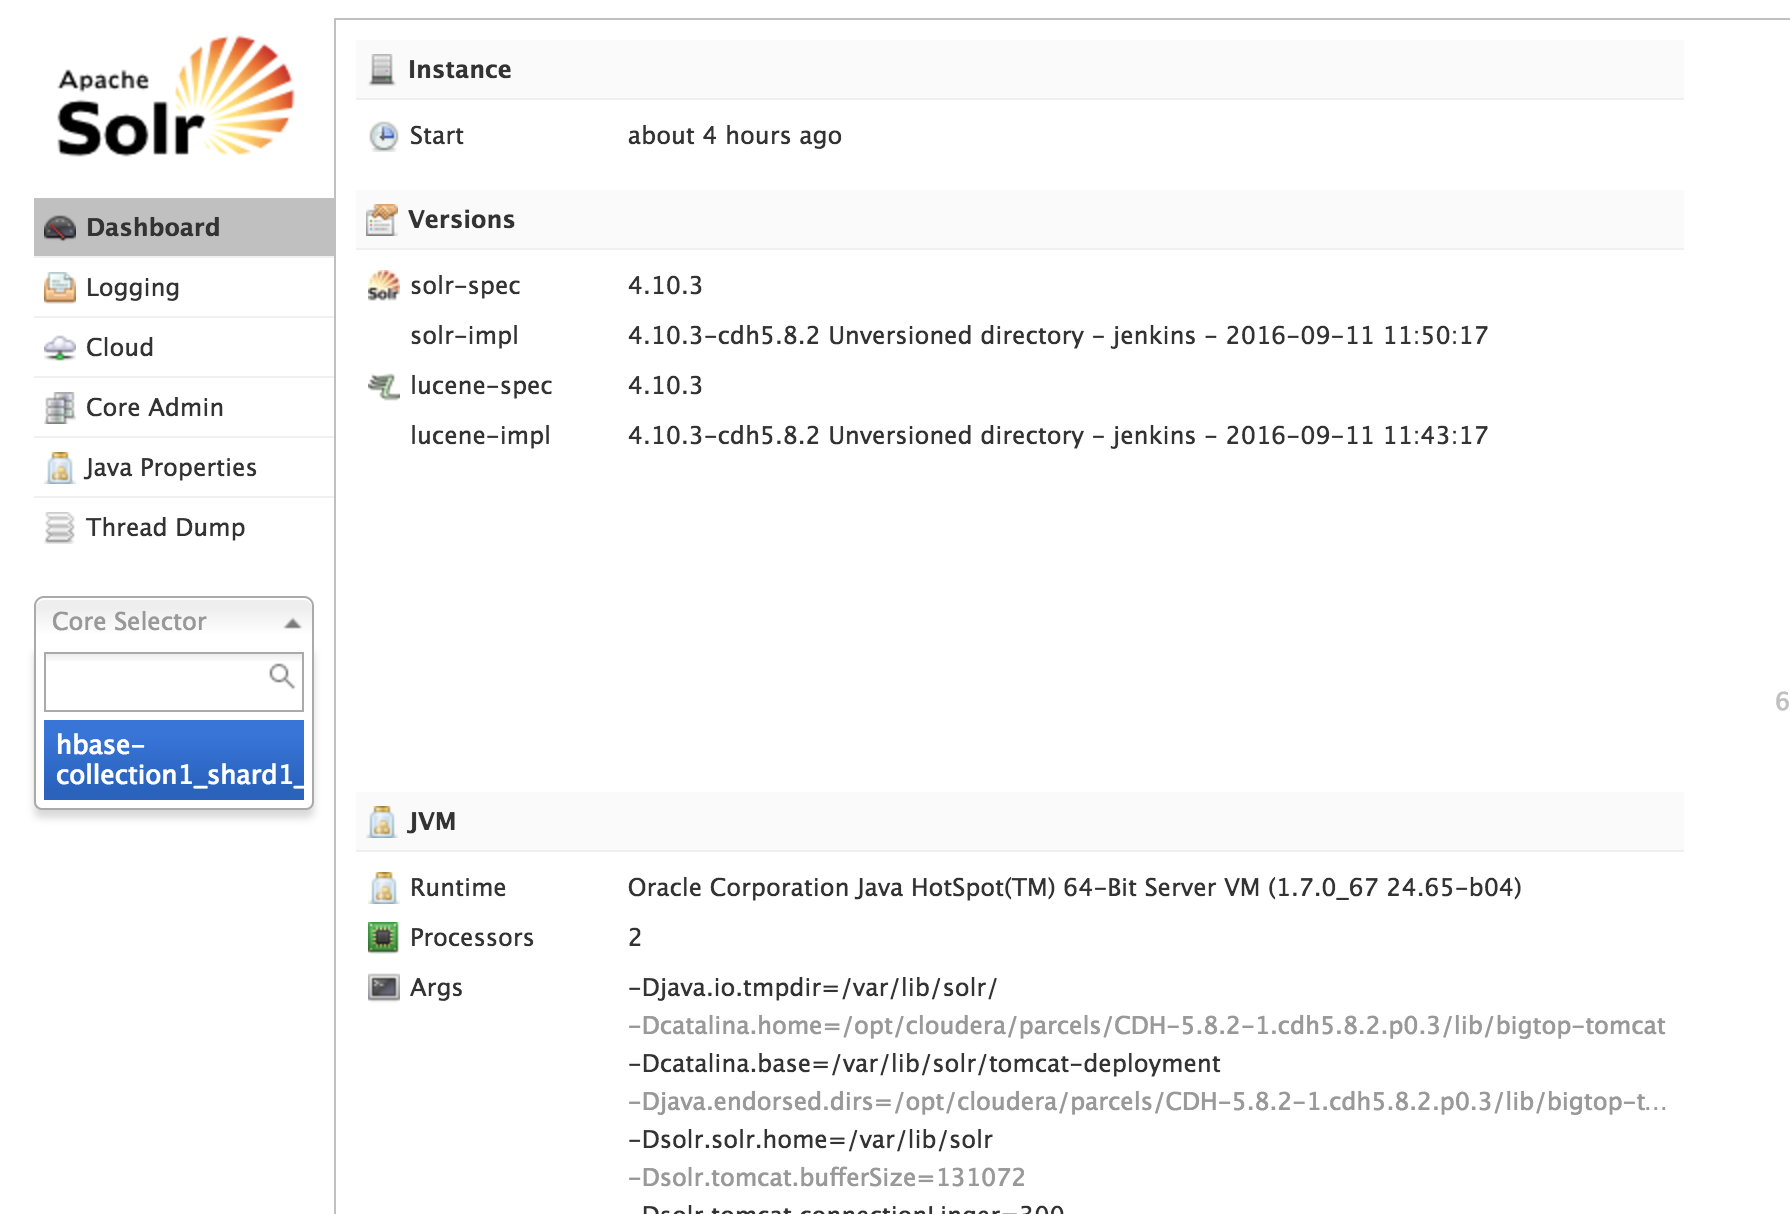 Apache
Solr
Dashboard
Logging
Cloud
Core Admin
Java Properties
Thread Dump
Core Selector
hbase-
collection1_shard1_
Instance
Start about 4 hours ago
Versions
Solr solr-spec 4.10.3
solr-impl 4.10.3-cdh5.8.2 Unversioned directory - jenkins - 2016-09-11 11:50:17
lucene-spec 4.10.3
lucene-impl 4.10.3-cdh5.8.2 Unversioned directory - jenkins - 2016-09-11 11:43:17
6
JVM
Runtime Oracle Corporation Java HotSpot(TM) 64-Bit Server VM (1.7.0_67 24.65-b04)
Processors 2
Args -Djava.io.tmpdir=/var/lib/solr/
-Dcatalina.home=/opt/cloudera/parcels/CDH-5.8.2-1.cdh5.8.2.p0.3/lib/bigtop-tomcat
-Dcatalina.base=/var/lib/solr/tomcat-deployment
-Djava.endorsed.dirs=/opt/cloudera/parcels/CDH-5.8.2-1.cdh5.8.2.p0.3/lib/bigtop-t...
-Dsolr.solr.home=/var/lib/solr
-Dsolr.tomcat.bufferSize=131072
-Dsolr.tomcat.connectionLinger=300